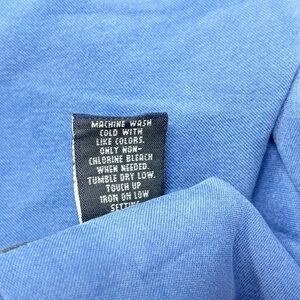 MACHINE WASH
COLD WITH
LIKE COLORS.
ONLY NON-
CHLORINE BLEACH
WHEN NEEDED.
TUMBLE DRY LOW.
TOUCH UP
IRON ON LOW
SETTING